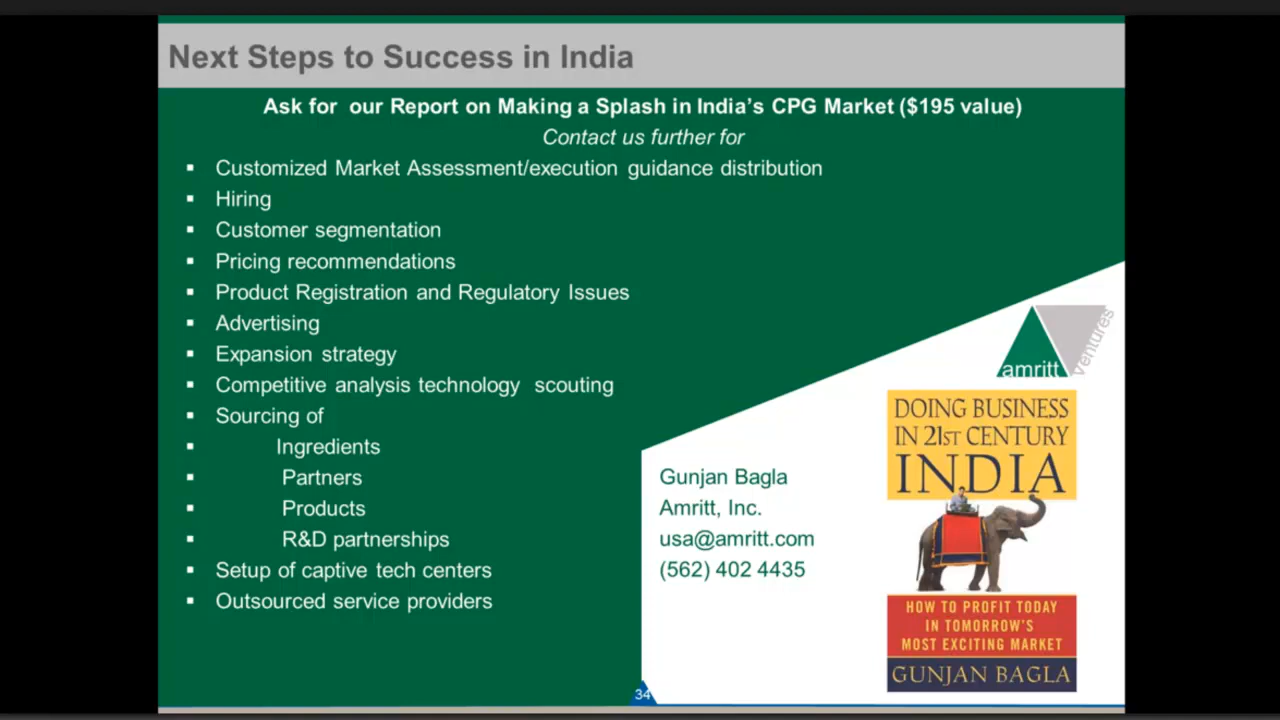 Next Steps to Success in India
Ask for our Report on Making a Splash in India's CPG Market ($195 value)
Contact us further for
▪ Customized Market Assessment/execution guidance distribution
▪ Hiring
▪ Customer segmentation
▪ Pricing recommendations
▪ Product Registration and Regulatory Issues
▪ Advertising
▪ Expansion strategy
▪ Competitive analysis technology scouting
▪ Sourcing of
▪ Ingredients
▪ Partners
▪ Products
▪ R&D partnerships
▪ Setup of captive tech centers
▪ Outsourced service providers
amritt
ventures
Gunjan Bagla
Amritt, Inc.
usa@amritt.com
(562) 402 4435
DOING BUSINESS
IN 21ST CENTURY
INDIA
HOW TO PROFIT TODAY
IN TOMORROW'S
MOST EXCITING MARKET
GUNJAN BAGLA
34